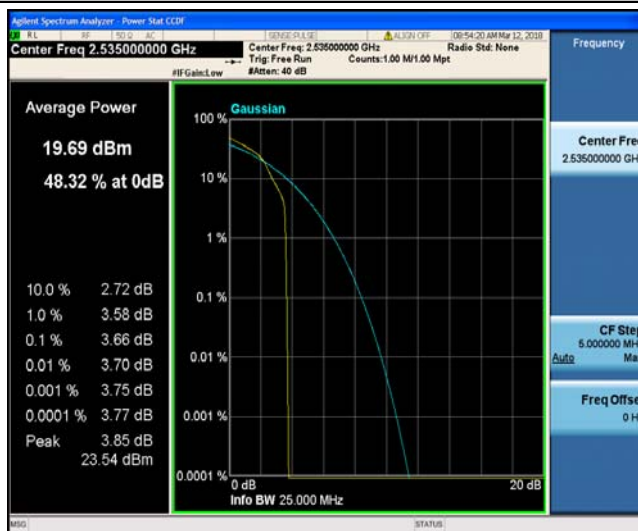 Agilent Spectrum Analyzer - Power Stat CCDF
RL RF 50 Ω AC SENSE:PULSE ALIGN OFF 08:54:20 AM Mar 12, 2018
Center Freq 2.535000000 GHz
Center Freq: 2.535000000 GHz Radio Std: None
Trig: Free Run Counts:1.00 M/1.00 Mpt
#IFGain:Low #Atten: 40 dB
Frequency
Average Power
19.69 dBm
48.32 % at 0dB
10.0 % 2.72 dB
1.0 % 3.58 dB
0.1 % 3.66 dB
0.01 % 3.70 dB
0.001 % 3.75 dB
0.0001 % 3.77 dB
Peak 3.85 dB
23.54 dBm
Gaussian
100 %
10 %
1 %
0.1 %
0.01 %
0.001 %
0.0001 %
0 dB 20 dB
Info BW 25.000 MHz
Center Fre
2.535000000 GH
CF Step
5.000000 MH
Auto Ma
Freq Offse
0 H
MSG STATUS